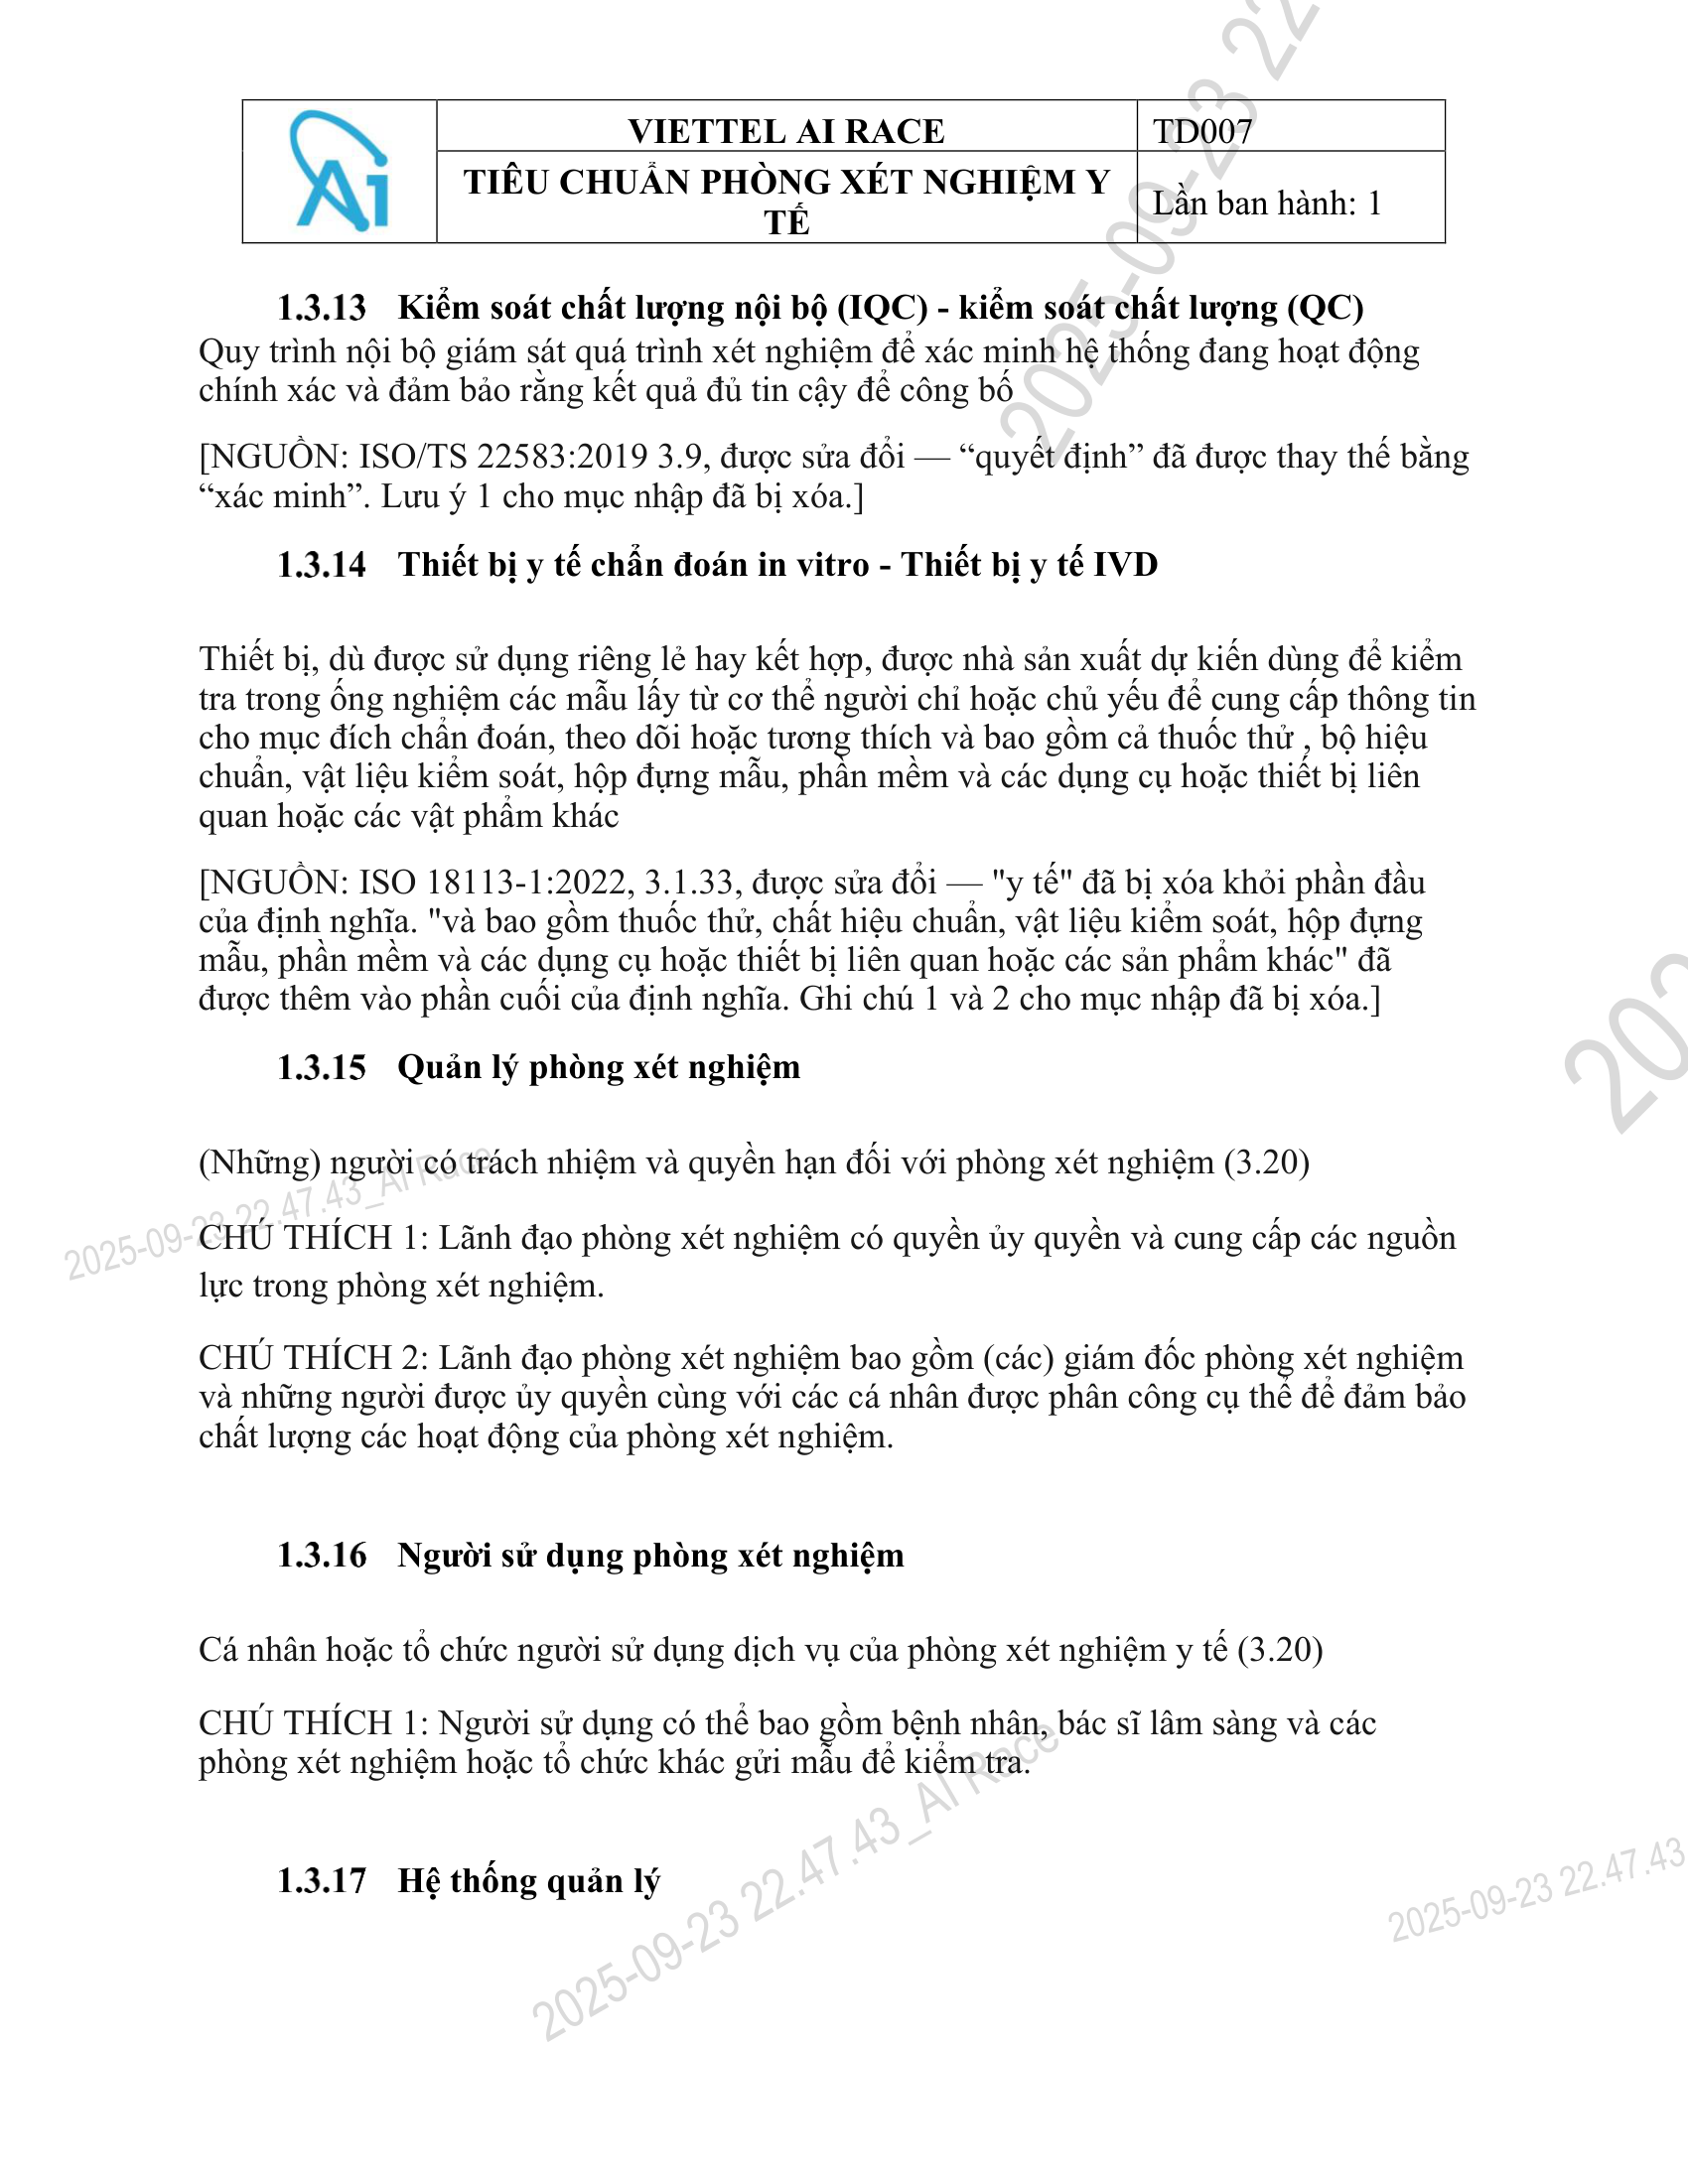 Ai
VIETTEL AI RACE
TD007
TIÊU CHUẨN PHÒNG XÉT NGHIỆM Y
TẾ
Lần ban hành: 1
1.3.13 Kiểm soát chất lượng nội bộ (IQC) - kiểm soát chất lượng (QC)
Quy trình nội bộ giám sát quá trình xét nghiệm để xác minh hệ thống đang hoạt động
chính xác và đảm bảo rằng kết quả đủ tin cậy để công bố
[NGUỒN: ISO/TS 22583:2019 3.9, được sửa đổi — “quyết định” đã được thay thế bằng
“xác minh”. Lưu ý 1 cho mục nhập đã bị xóa.]
1.3.14 Thiết bị y tế chẩn đoán in vitro - Thiết bị y tế IVD
Thiết bị, dù được sử dụng riêng lẻ hay kết hợp, được nhà sản xuất dự kiến dùng để kiểm
tra trong ống nghiệm các mẫu lấy từ cơ thể người chỉ hoặc chủ yếu để cung cấp thông tin
cho mục đích chẩn đoán, theo dõi hoặc tương thích và bao gồm cả thuốc thử , bộ hiệu
chuẩn, vật liệu kiểm soát, hộp đựng mẫu, phần mềm và các dụng cụ hoặc thiết bị liên
quan hoặc các vật phẩm khác
[NGUỒN: ISO 18113-1:2022, 3.1.33, được sửa đổi — "y tế" đã bị xóa khỏi phần đầu
của định nghĩa. "và bao gồm thuốc thử, chất hiệu chuẩn, vật liệu kiểm soát, hộp đựng
mẫu, phần mềm và các dụng cụ hoặc thiết bị liên quan hoặc các sản phẩm khác" đã
được thêm vào phần cuối của định nghĩa. Ghi chú 1 và 2 cho mục nhập đã bị xóa.]
1.3.15 Quản lý phòng xét nghiệm
(Những) người có trách nhiệm và quyền hạn đối với phòng xét nghiệm (3.20)
CHÚ THÍCH 1: Lãnh đạo phòng xét nghiệm có quyền ủy quyền và cung cấp các nguồn
lực trong phòng xét nghiệm.
CHÚ THÍCH 2: Lãnh đạo phòng xét nghiệm bao gồm (các) giám đốc phòng xét nghiệm
và những người được ủy quyền cùng với các cá nhân được phân công cụ thể để đảm bảo
chất lượng các hoạt động của phòng xét nghiệm.
1.3.16 Người sử dụng phòng xét nghiệm
Cá nhân hoặc tổ chức người sử dụng dịch vụ của phòng xét nghiệm y tế (3.20)
CHÚ THÍCH 1: Người sử dụng có thể bao gồm bệnh nhân, bác sĩ lâm sàng và các
phòng xét nghiệm hoặc tổ chức khác gửi mẫu để kiểm tra.
1.3.17 Hệ thống quản lý
2025-09-23 22
202
2025-09-23 22.47.43_AI Race
2025-09-23 22.47.43_AI Race
2025-09-23 22.47.43